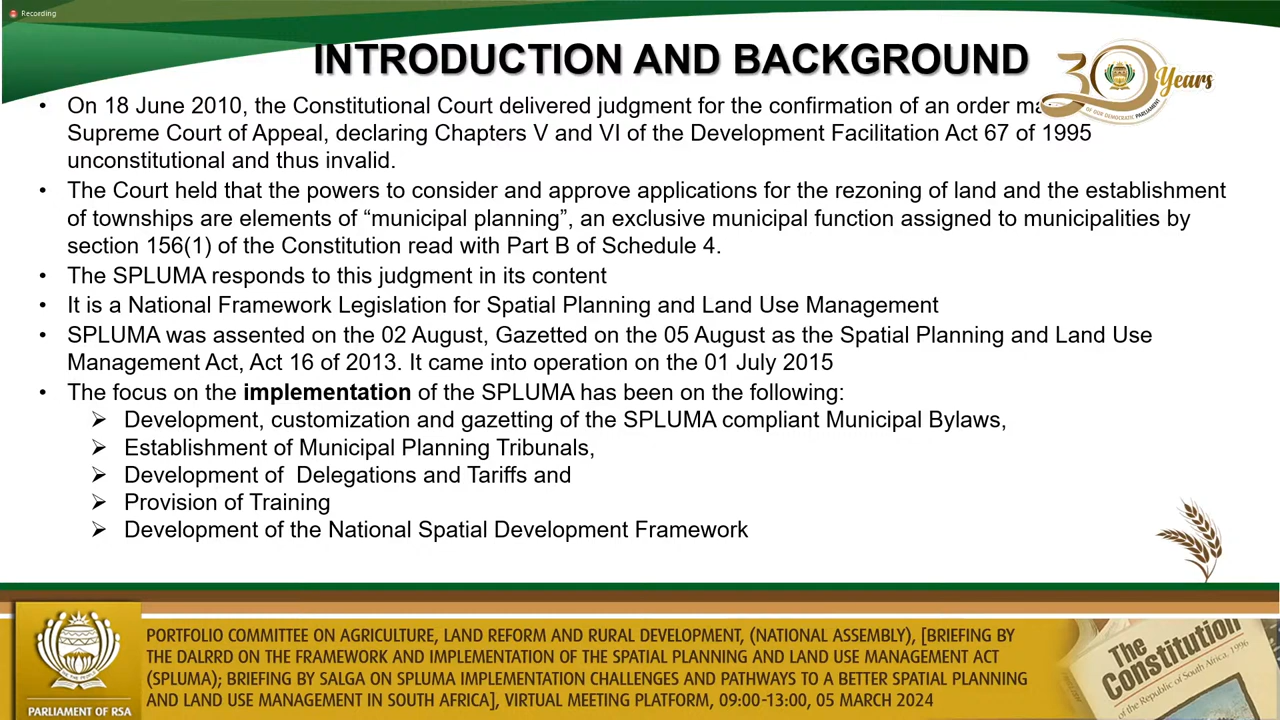 Recording
INTRODUCTION AND BACKGROUND
30 Years
OF OUR DEMOCRATIC PARLIAMENT
• On 18 June 2010, the Constitutional Court delivered judgment for the confirmation of an order
Supreme Court of Appeal, declaring Chapters V and VI of the Development Facilitation Act 67 of 1995
unconstitutional and thus invalid.
• The Court held that the powers to consider and approve applications for the rezoning of land and the establishment
of townships are elements of “municipal planning”, an exclusive municipal function assigned to municipalities by
section 156(1) of the Constitution read with Part B of Schedule 4.
• The SPLUMA responds to this judgment in its content
• It is a National Framework Legislation for Spatial Planning and Land Use Management
• SPLUMA was assented on the 02 August, Gazetted on the 05 August as the Spatial Planning and Land Use
Management Act, Act 16 of 2013. It came into operation on the 01 July 2015
• The focus on the implementation of the SPLUMA has been on the following:
➢ Development, customization and gazetting of the SPLUMA compliant Municipal Bylaws,
➢ Establishment of Municipal Planning Tribunals,
➢ Development of  Delegations and Tariffs and
➢ Provision of Training
➢ Development of the National Spatial Development Framework
PORTFOLIO COMMITTEE ON AGRICULTURE, LAND REFORM AND RURAL DEVELOPMENT, (NATIONAL ASSEMBLY), [BRIEFING BY
THE DALRRD ON THE FRAMEWORK AND IMPLEMENTATION OF THE SPATIAL PLANNING AND LAND USE MANAGEMENT ACT
(SPLUMA); BRIEFING BY SALGA ON SPLUMA IMPLEMENTATION CHALLENGES AND PATHWAYS TO A BETTER SPATIAL PLANNING
AND LAND USE MANAGEMENT IN SOUTH AFRICA], VIRTUAL MEETING PLATFORM, 09:00-13:00, 05 MARCH 2024
PARLIAMENT OF RSA
The
Constitution
of the Republic of South Africa, 1996